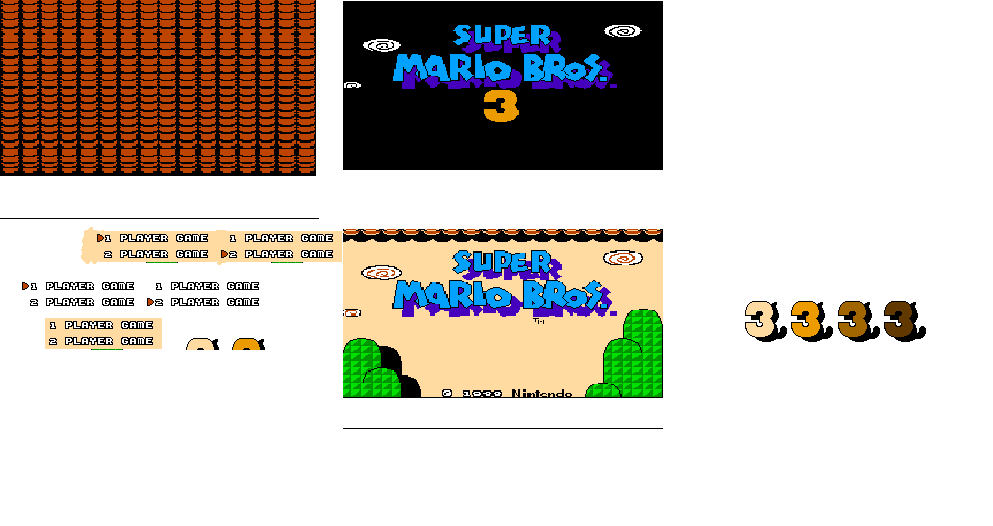 SUPER
MARIO BROS.
3
1 PLAYER GAME 1 PLAYER GAME
2 PLAYER GAME 2 PLAYER GAME
1 PLAYER GAME 1 PLAYER GAME
2 PLAYER GAME 2 PLAYER GAME
1 PLAYER GAME
2 PLAYER GAME
SUPER
MARIO BROS.
TM
© Nintendo
3 3 3 3